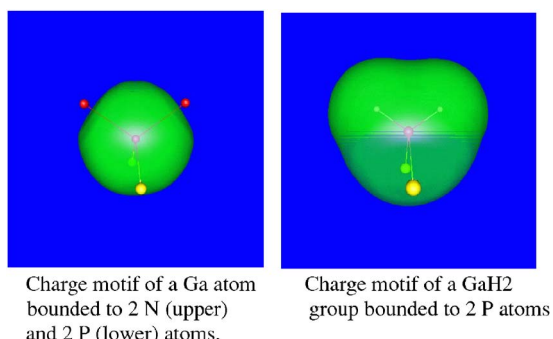 Charge motif of a Ga atom
bounded to 2 N (upper)
and 2 P (lower) atoms.
Charge motif of a GaH2
group bounded to 2 P atoms